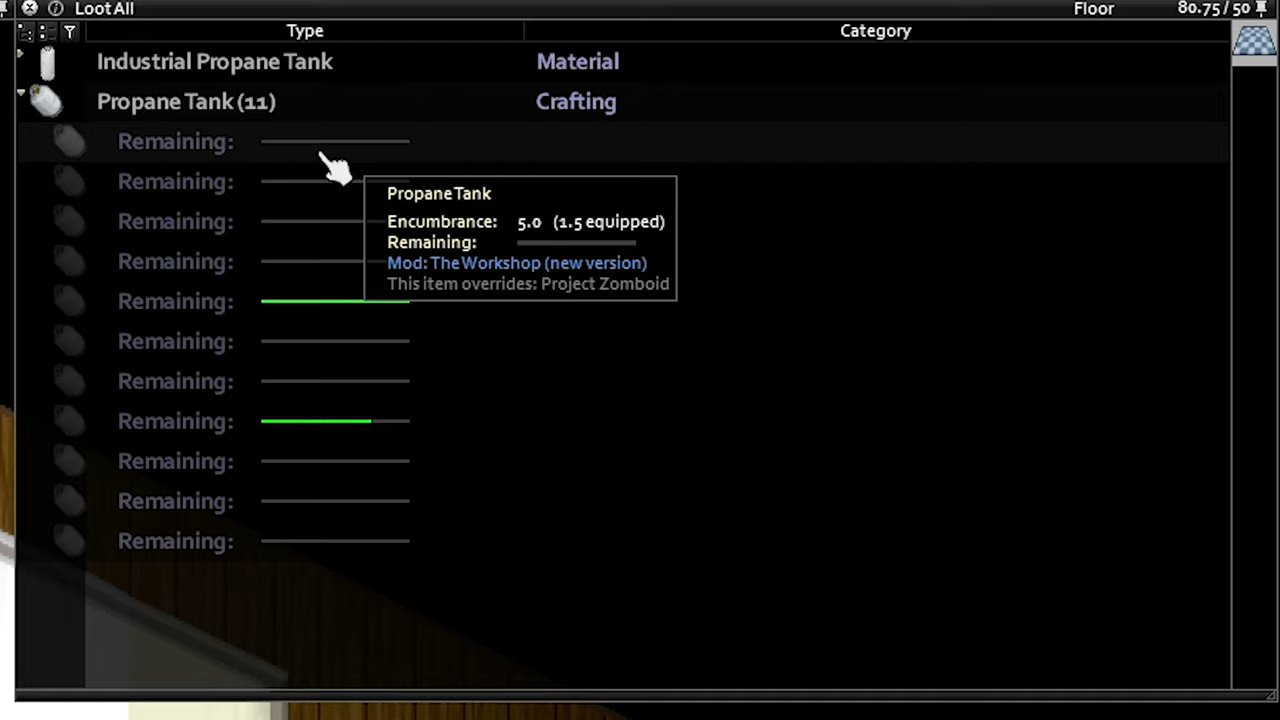 Loot All Floor 80.75 / 50
Type Category
Industrial Propane Tank Material
Propane Tank (11) Crafting
Remaining:
Remaining:
Propane Tank
Remaining:
Encumbrance: 5.0 (1.5 equipped)
Remaining:
Remaining:
Mod: The Workshop (new version)
This item overrides: Project Zomboid
Remaining:
Remaining:
Remaining:
Remaining:
Remaining:
Remaining:
Remaining: